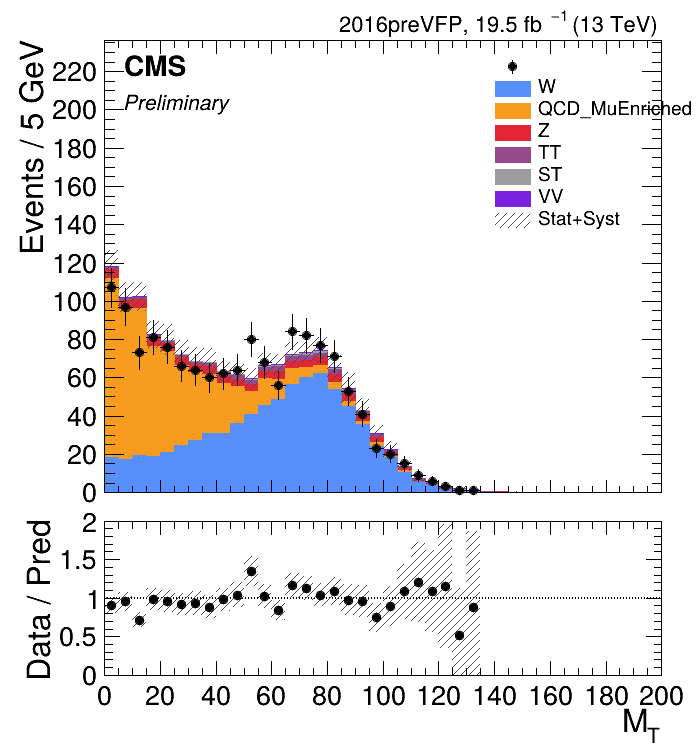 2016preVFP, 19.5 fb⁻¹ (13 TeV)
CMS
Preliminary
W
QCD_MuEnriched
Z
TT
ST
VV
Stat+Syst
Events / 5 GeV
220
200
180
160
140
120
100
80
60
40
20
0
Data / Pred
2
1.5
1
0.5
0
0 20 40 60 80 100 120 140 160 180 200
M_T